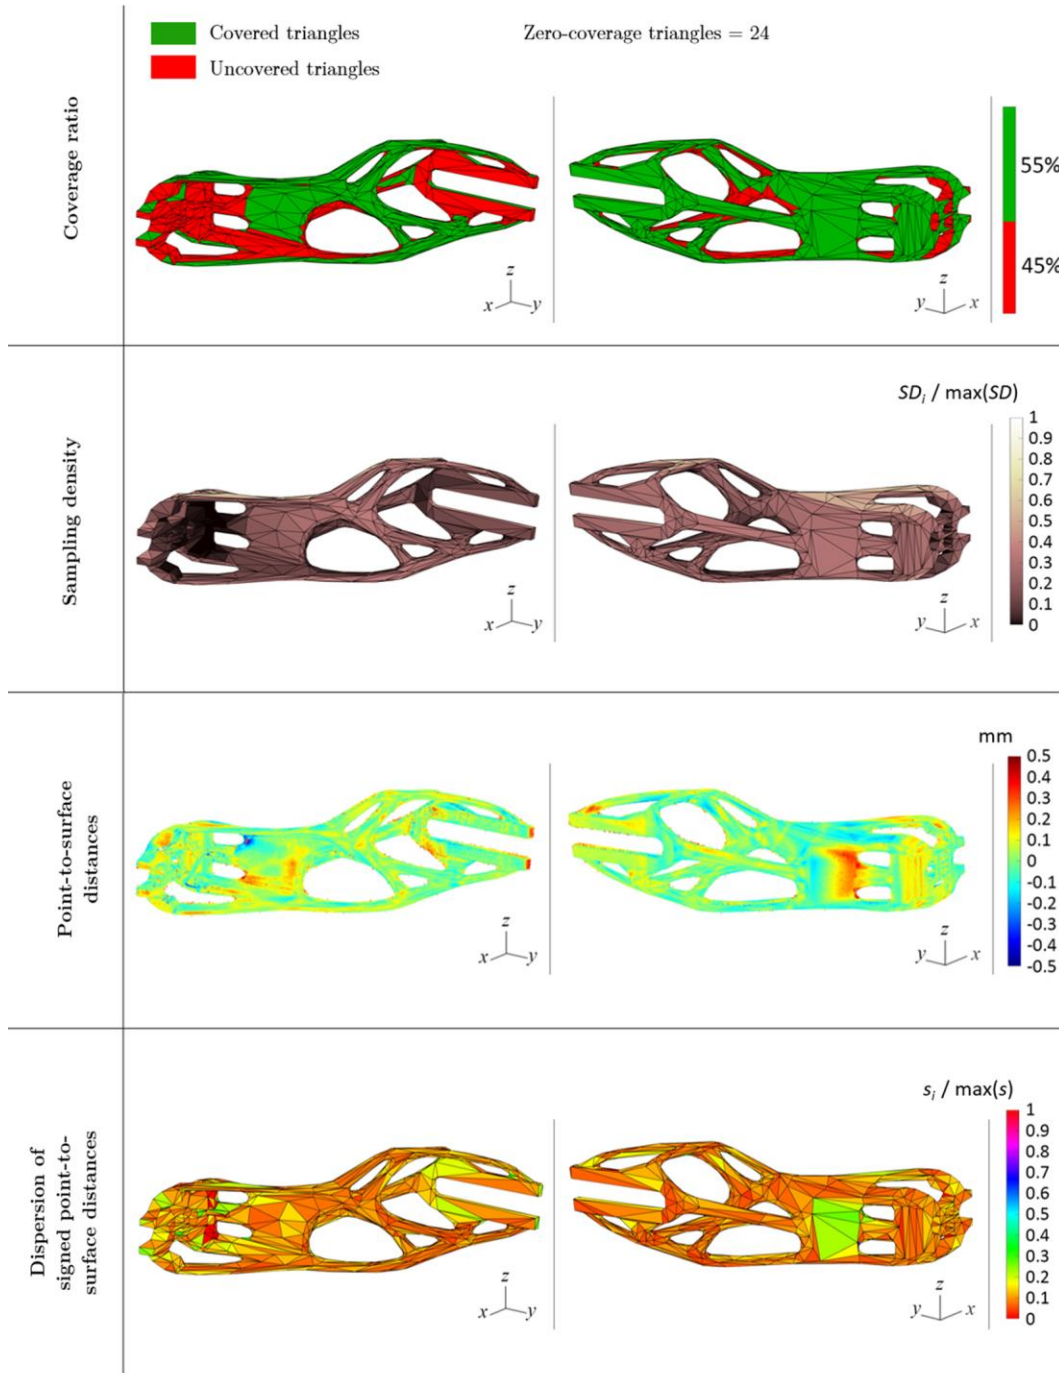 Covered triangles
Zero-coverage triangles = 24
Uncovered triangles
Coverage ratio
55%
45%
z
x
y
z
y
x
Sampling density
SDi / max(SD)
1
0.9
0.8
0.7
0.6
0.5
0.4
0.3
0.2
0.1
0
z
x
y
z
y
x
Point-to-surface
distances
mm
0.5
0.4
0.3
0.2
0.1
0
-0.1
-0.2
-0.3
-0.4
-0.5
z
x
y
z
y
x
Dispersion of
signed point-to-
surface distances
si / max(s)
1
0.9
0.8
0.7
0.6
0.5
0.4
0.3
0.2
0.1
0
z
x
y
z
y
x